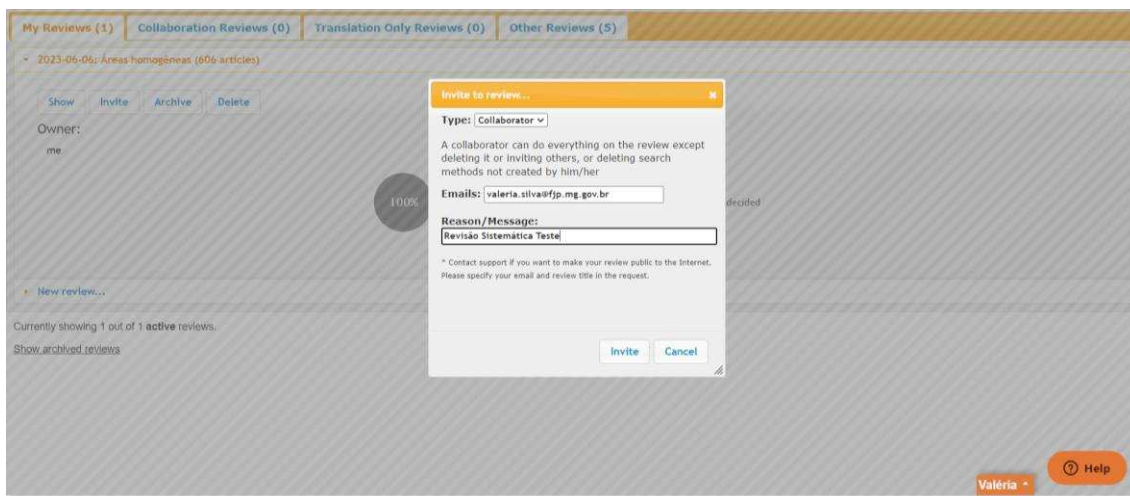 My Reviews (1) Collaboration Reviews (0) Translation Only Reviews (0) Other Reviews (5)
2023-06-06: Áreas homogêneas (606 articles)
Show Invite Archive Delete
Owner:
me
100%
decided
New review...
Currently showing 1 out of 1 active reviews.
Show archived reviews
Invite to review...
Type: Collaborator
A collaborator can do everything on the review except
deleting it or inviting others, or deleting search
methods not created by him/her
Emails: valeria.silva@fjp.mg.gov.br
Reason/Message:
Revisão Sistemática Teste
* Contact support if you want to make your review public to the Internet.
Please specify your email and review title in the request.
Invite Cancel
Help
Valéria